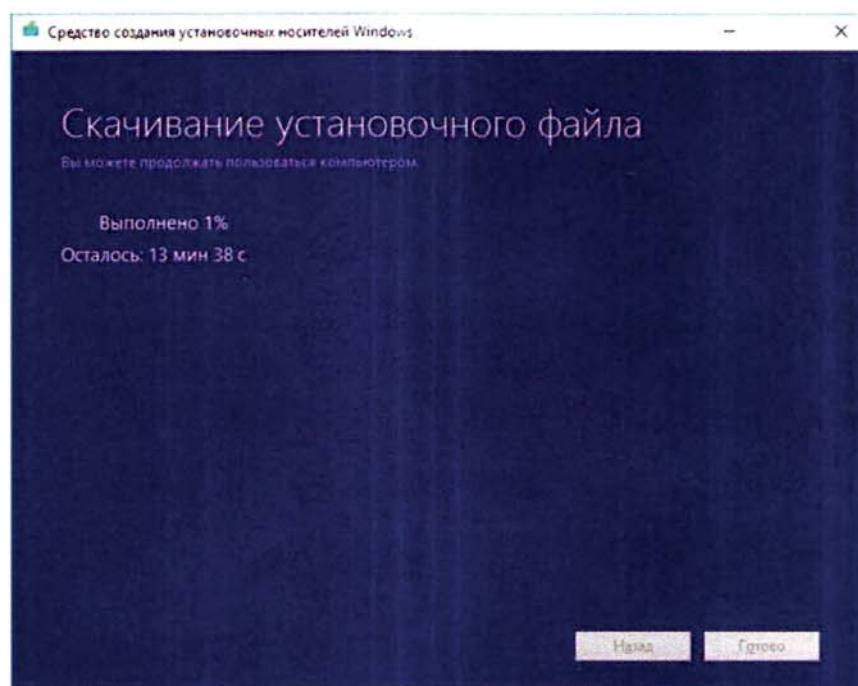 Средство создания установочных носителей Windows
Скачивание установочного файла
Вы можете продолжать пользоваться компьютером.
Выполнено 1%
Осталось: 13 мин 38 с
Назад
Готово